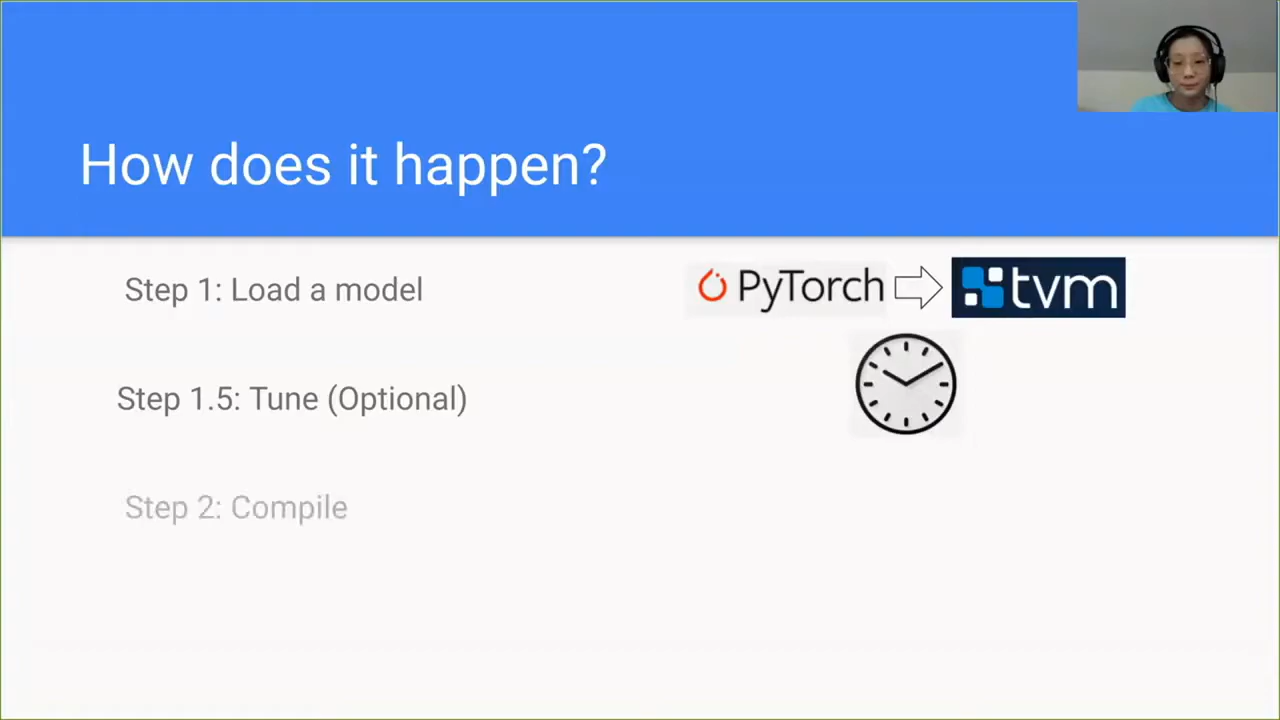 How does it happen?
Step 1: Load a model
PyTorch
tvm
Step 1.5: Tune (Optional)
Step 2: Compile